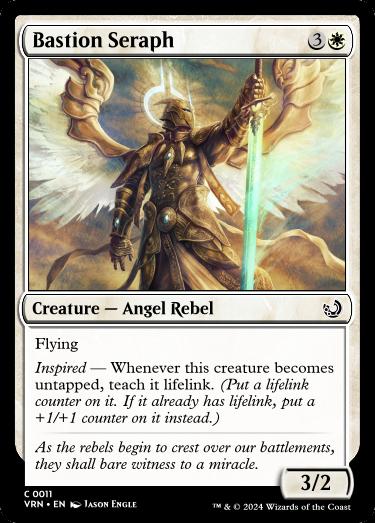 Bastion Seraph 3
Creature — Angel Rebel
Flying
Inspired — Whenever this creature becomes
untapped, teach it lifelink. (Put a lifelink
counter on it. If it already has lifelink, put a
+1/+1 counter on it instead.)
As the rebels begin to crest over our battlements,
they shall bare witness to a miracle.
3/2
C 0011
VRN • EN Jason Engle
™ & © 2024 Wizards of the Coast